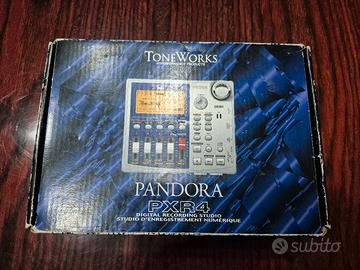 TONEWORKS
PANDORA
PXR4
DIGITAL RECORDING STUDIO
STUDIO D'ENREGISTREMENT NUMÉRIQUE
subito